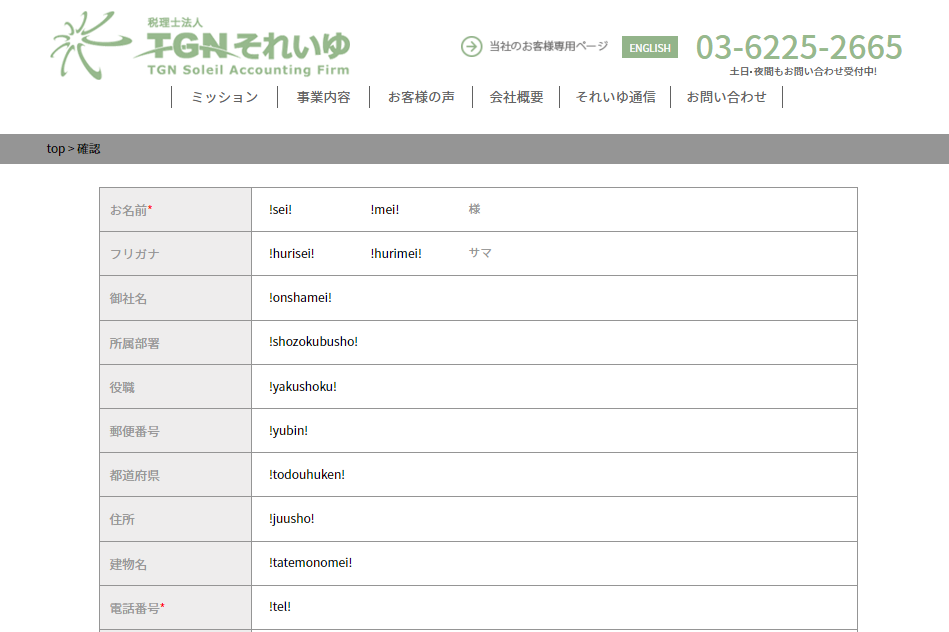 税理士法人
TGNそれいゆ
TGN Soleil Accounting Firm
当社のお客様専用ページ
ENGLISH
03-6225-2665
土日・夜間もお問い合わせ受付中!
ミッション
事業内容
お客様の声
会社概要
それいゆ通信
お問い合わせ
top > 確認
お名前* !sei! !mei! 様
フリガナ !hurisei! !hurimei! サマ
御社名 !onshamei!
所属部署 !shozokubusho!
役職 !yakushoku!
郵便番号 !yubin!
都道府県 !todouhuken!
住所 !juusho!
建物名 !tatemonomei!
電話番号* !tel!